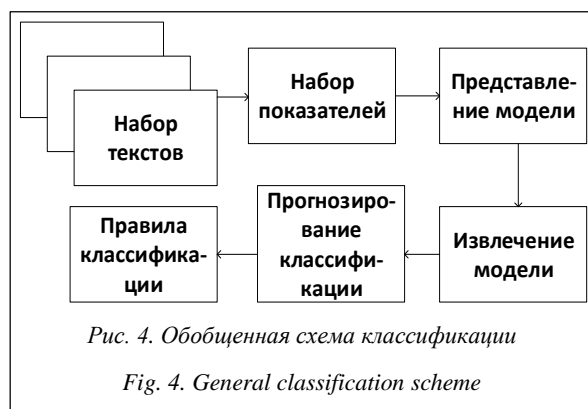 Набор
текстов
Набор
показателей
Представле-
ние модели
Правила
классифика-
ции
Прогнозиро-
вание
классифи-
кации
Извлечение
модели
Рис. 4. Обобщенная схема классификации
Fig. 4. General classification scheme